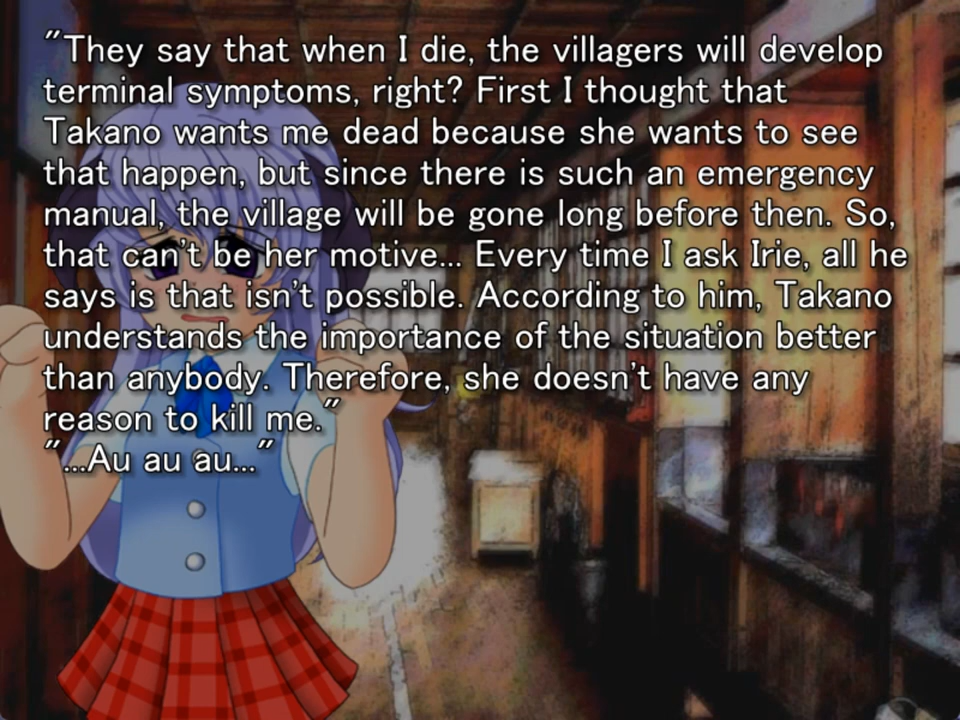 "They say that when I die, the villagers will develop
terminal symptoms, right? First I thought that
Takano wants me dead because she wants to see
that happen, but since there is such an emergency
manual, the village will be gone long before then. So,
that can't be her motive... Every time I ask Irie, all he
says is that isn't possible. According to him, Takano
understands the importance of the situation better
than anybody. Therefore, she doesn't have any
reason to kill me."
"...Au au au..."